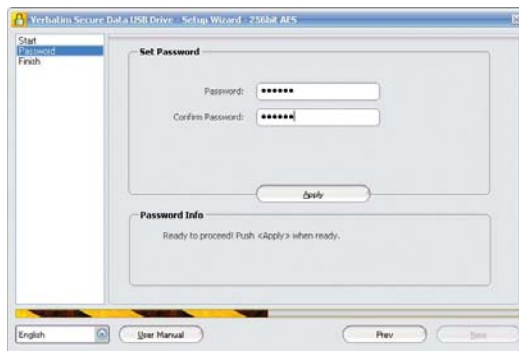 Verbatim Secure Data USB Drive - Setup Wizard - 256bit AES
Start
Password
Finish
Set Password
Password: ••••••
Confirm Password: ••••••
Apply
Password Info
Ready to proceed! Push <Apply> when ready.
English
User Manual
Prev
Next